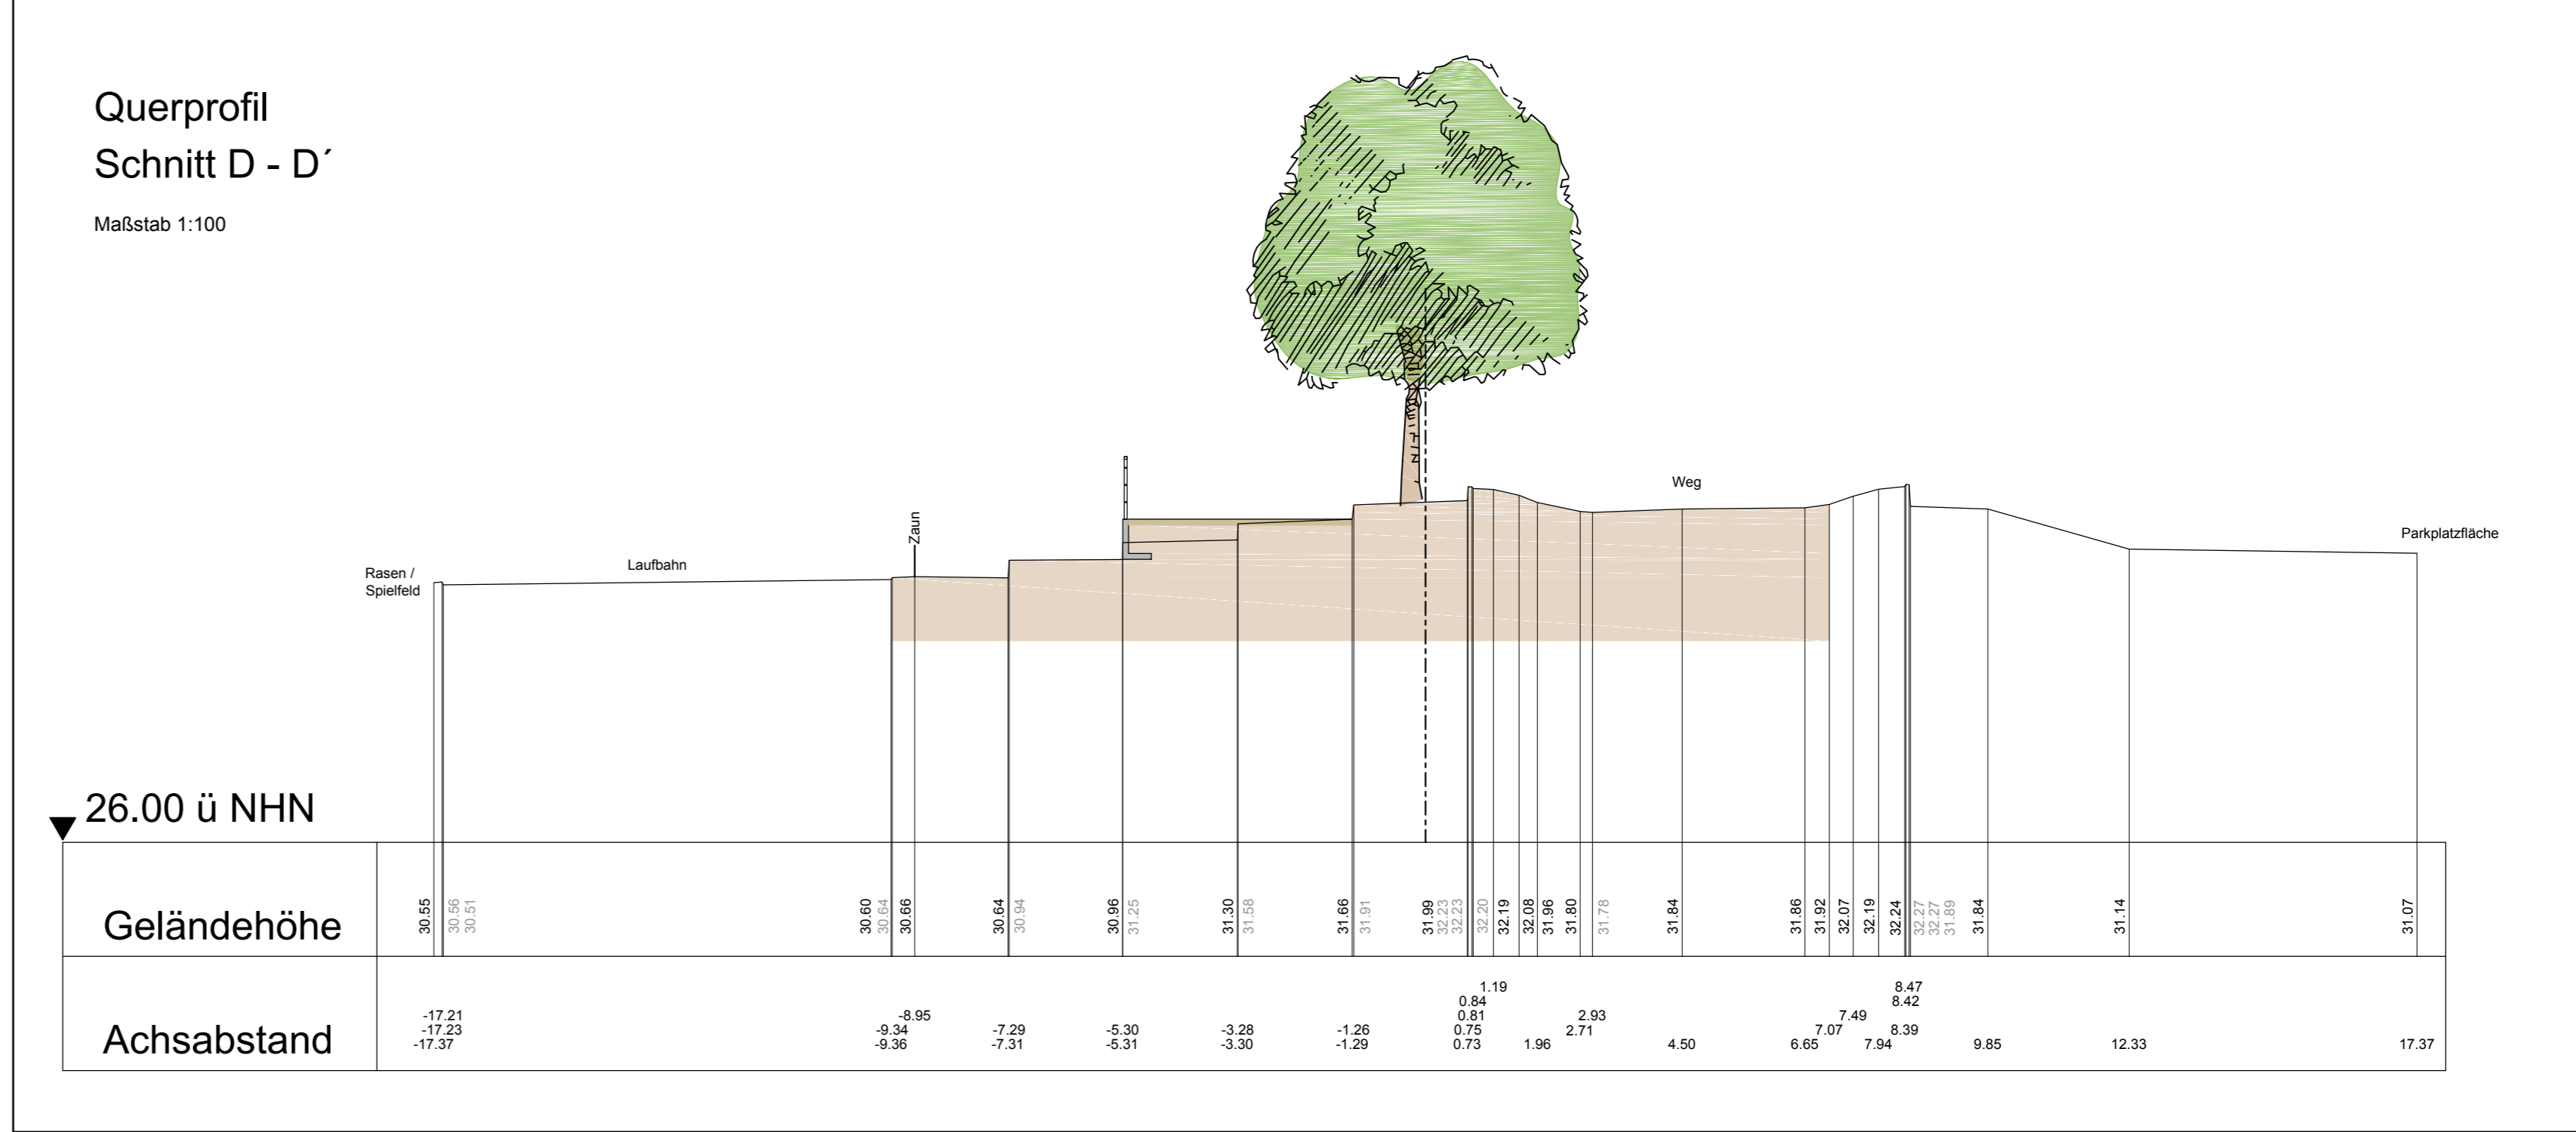 Querprofil
Schnitt D - D´
Maßstab 1:100
Weg
Zaun
Parkplatzfläche
Laufbahn
Rasen /
Spielfeld
26.00 ü NHN
Geländehöhe
30.55
30.56
30.51
30.60
30.64
30.66
30.64
30.94
30.96
31.25
31.30
31.58
31.66
31.91
31.99
32.23
32.23
32.20
32.19
32.08
31.96
31.80
31.78
31.84
31.86
31.92
32.07
32.19
32.24
32.27
32.27
31.89
31.84
31.14
31.07
Achsabstand
1.19 8.47
0.84 8.42
-17.21 -8.95 0.81 2.93 7.49
-17.23 -9.34 -7.29 -5.30 -3.28 -1.26 0.75 2.71 7.07 8.39
-17.37 -9.36 -7.31 -5.31 -3.30 -1.29 0.73 1.96 4.50 6.65 7.94 9.85 12.33 17.37